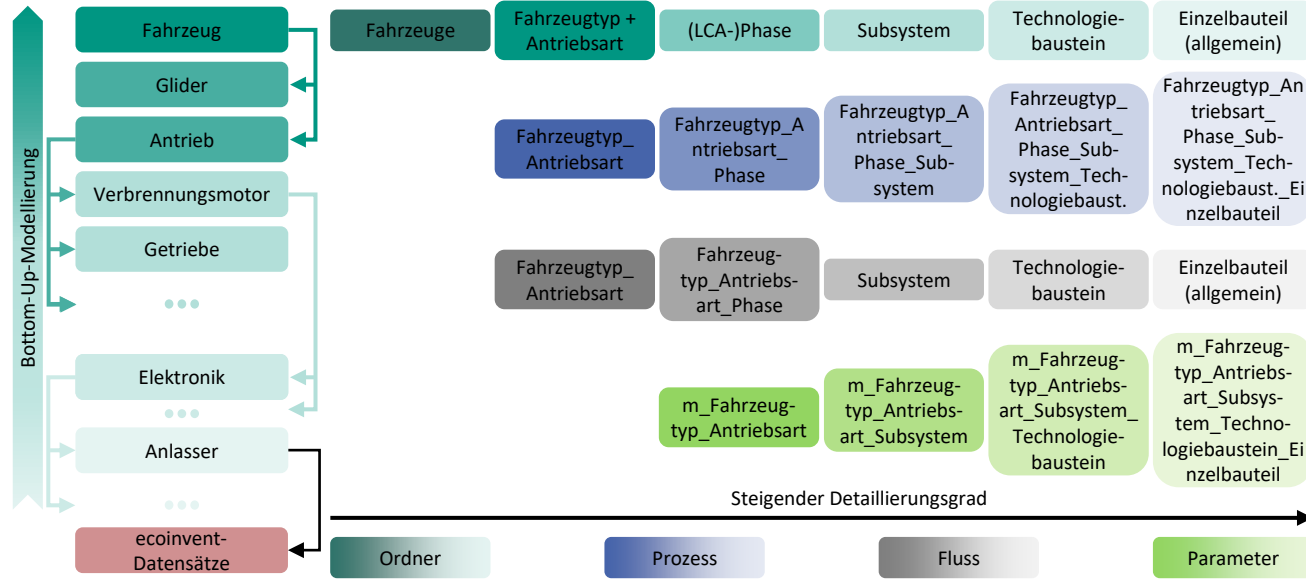 Bottom-Up-Modellierung
Fahrzeug
Glider
Antrieb
Verbrennungsmotor
Getriebe
•••
Elektronik
•••
Anlasser
•••
ecoinvent-
Datensätze
Fahrzeuge
Fahrzeugtyp +
Antriebsart
(LCA-)Phase
Subsystem
Technologie-
baustein
Einzelbauteil
(allgemein)
Fahrzeugtyp_
Antriebsart
Fahrzeugtyp_A
ntriebsart_
Phase
Fahrzeugtyp_A
ntriebsart_
Phase_Sub-
system
Fahrzeugtyp_
Antriebsart_
Phase_Sub-
system_Tech-
nologiebaust.
Fahrzeugtyp_An
triebsart_
Phase_Sub-
system_Tech-
nologiebaust._Ei
nzelbauteil
Fahrzeugtyp_
Antriebsart
Fahrzeug-
typ_Antriebs-
art_Phase
Subsystem
Technologie-
baustein
Einzelbauteil
(allgemein)
m_Fahrzeug-
typ_Antriebsart
m_Fahrzeug-
typ_Antriebs-
art_Subsystem
m_Fahrzeug-
typ_Antriebs-
art_Subsystem_
Technologie-
baustein
m_Fahrzeug-
typ_Antriebs-
art_Subsys-
tem_Techno-
logiebaustein_Ei
nzelbauteil
Steigender Detaillierungsgrad
Ordner
Prozess
Fluss
Parameter